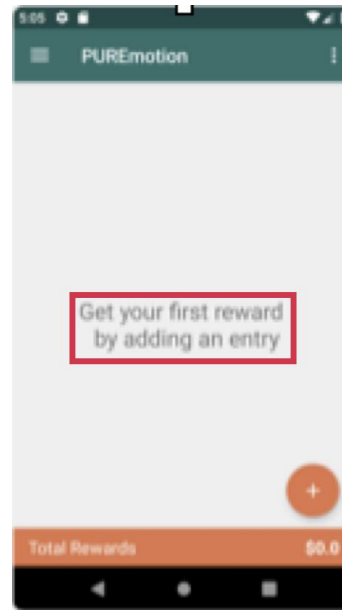 5:05
PUREmotion
Get your first reward
by adding an entry
+
Total Rewards $0.0